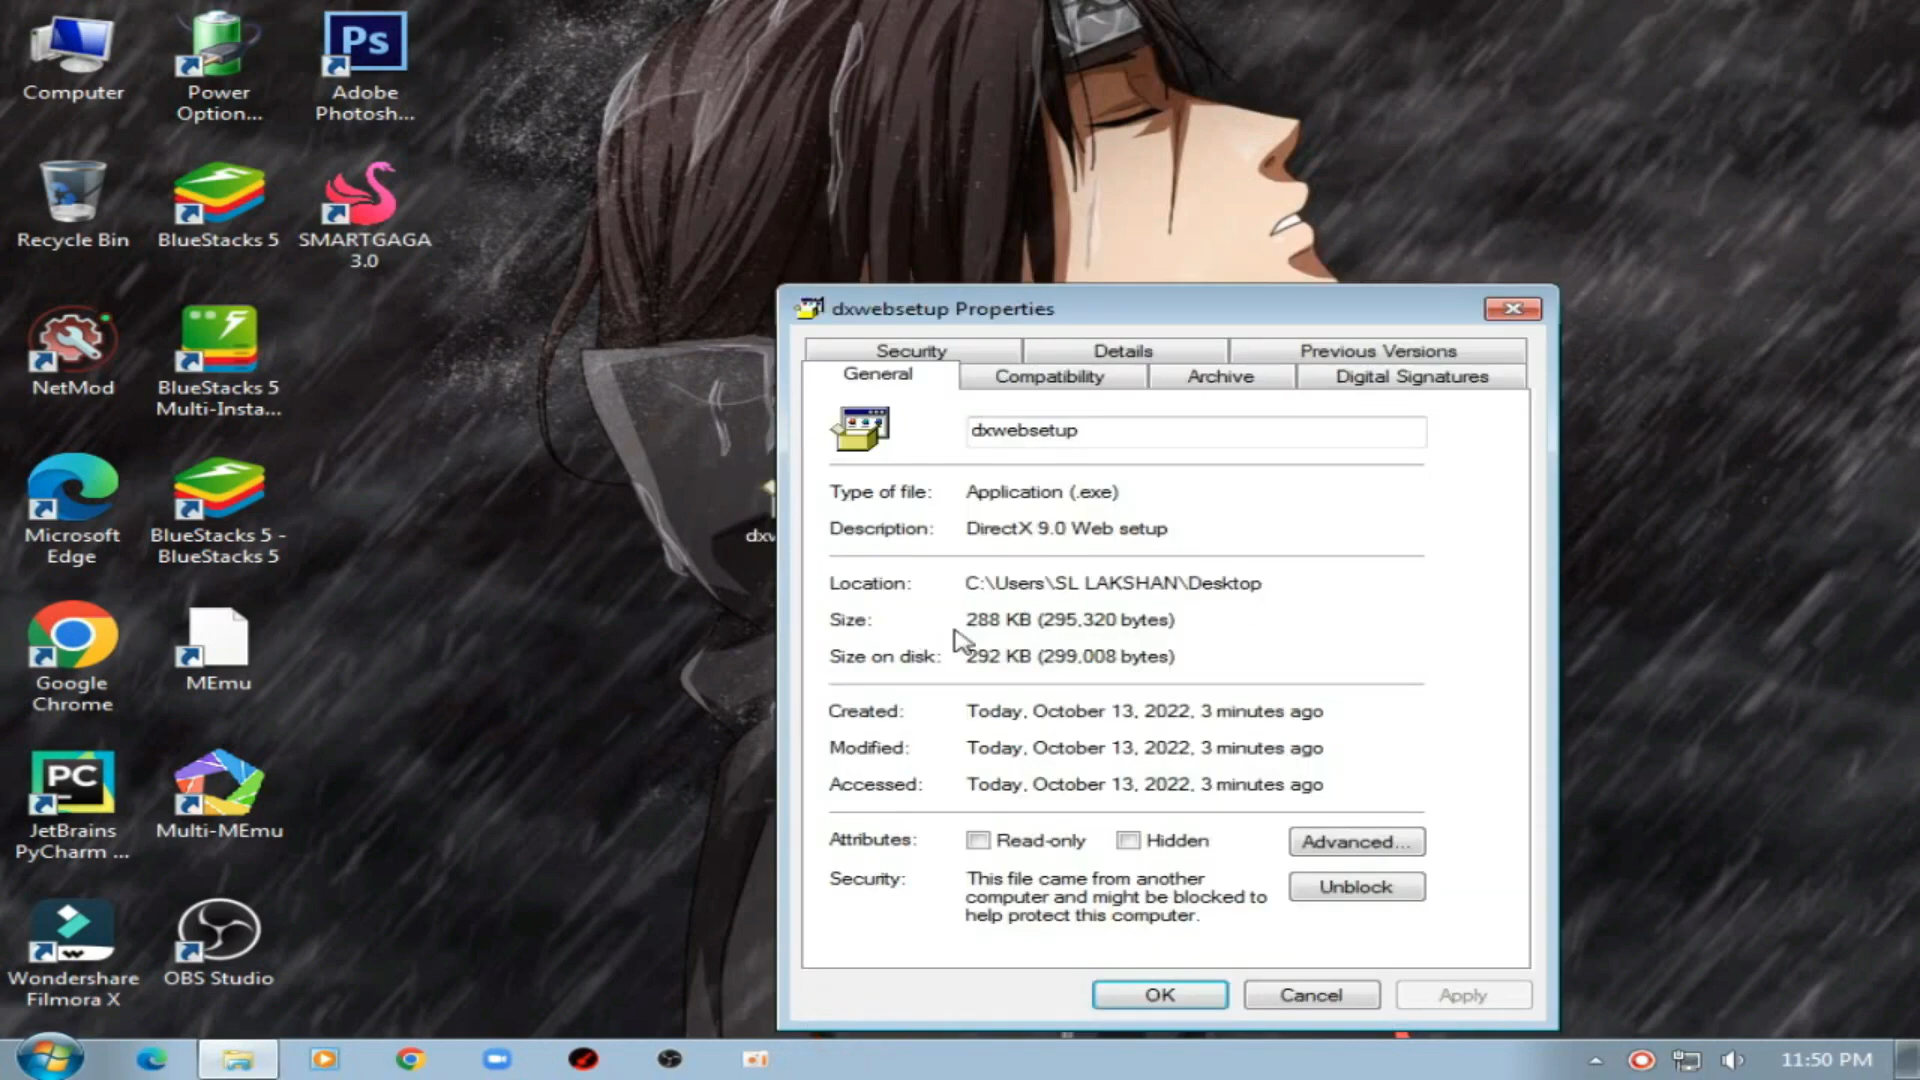 Computer
Power
Option...
Ps
Adobe
Photosh...
Recycle Bin
BlueStacks 5
SMARTGAGA
3.0
NetMod
BlueStacks 5
Multi-Insta...
Microsoft
Edge
BlueStacks 5 -
BlueStacks 5
Google
Chrome
MEmu
PC
JetBrains
PyCharm ...
Multi-MEmu
Wondershare
Filmora X
OBS Studio
dxwebsetup Properties
Security
Details
Previous Versions
General
Compatibility
Archive
Digital Signatures
dxwebsetup
Type of file: Application (.exe)
Description: DirectX 9.0 Web setup
Location: C:\Users\SL LAKSHAN\Desktop
Size: 288 KB (295,320 bytes)
Size on disk: 292 KB (299,008 bytes)
Created: Today, October 13, 2022, 3 minutes ago
Modified: Today, October 13, 2022, 3 minutes ago
Accessed: Today, October 13, 2022, 3 minutes ago
Attributes: Read-only Hidden Advanced...
Security: This file came from another
computer and might be blocked to
help protect this computer.
Unblock
OK
Cancel
Apply
11:50 PM